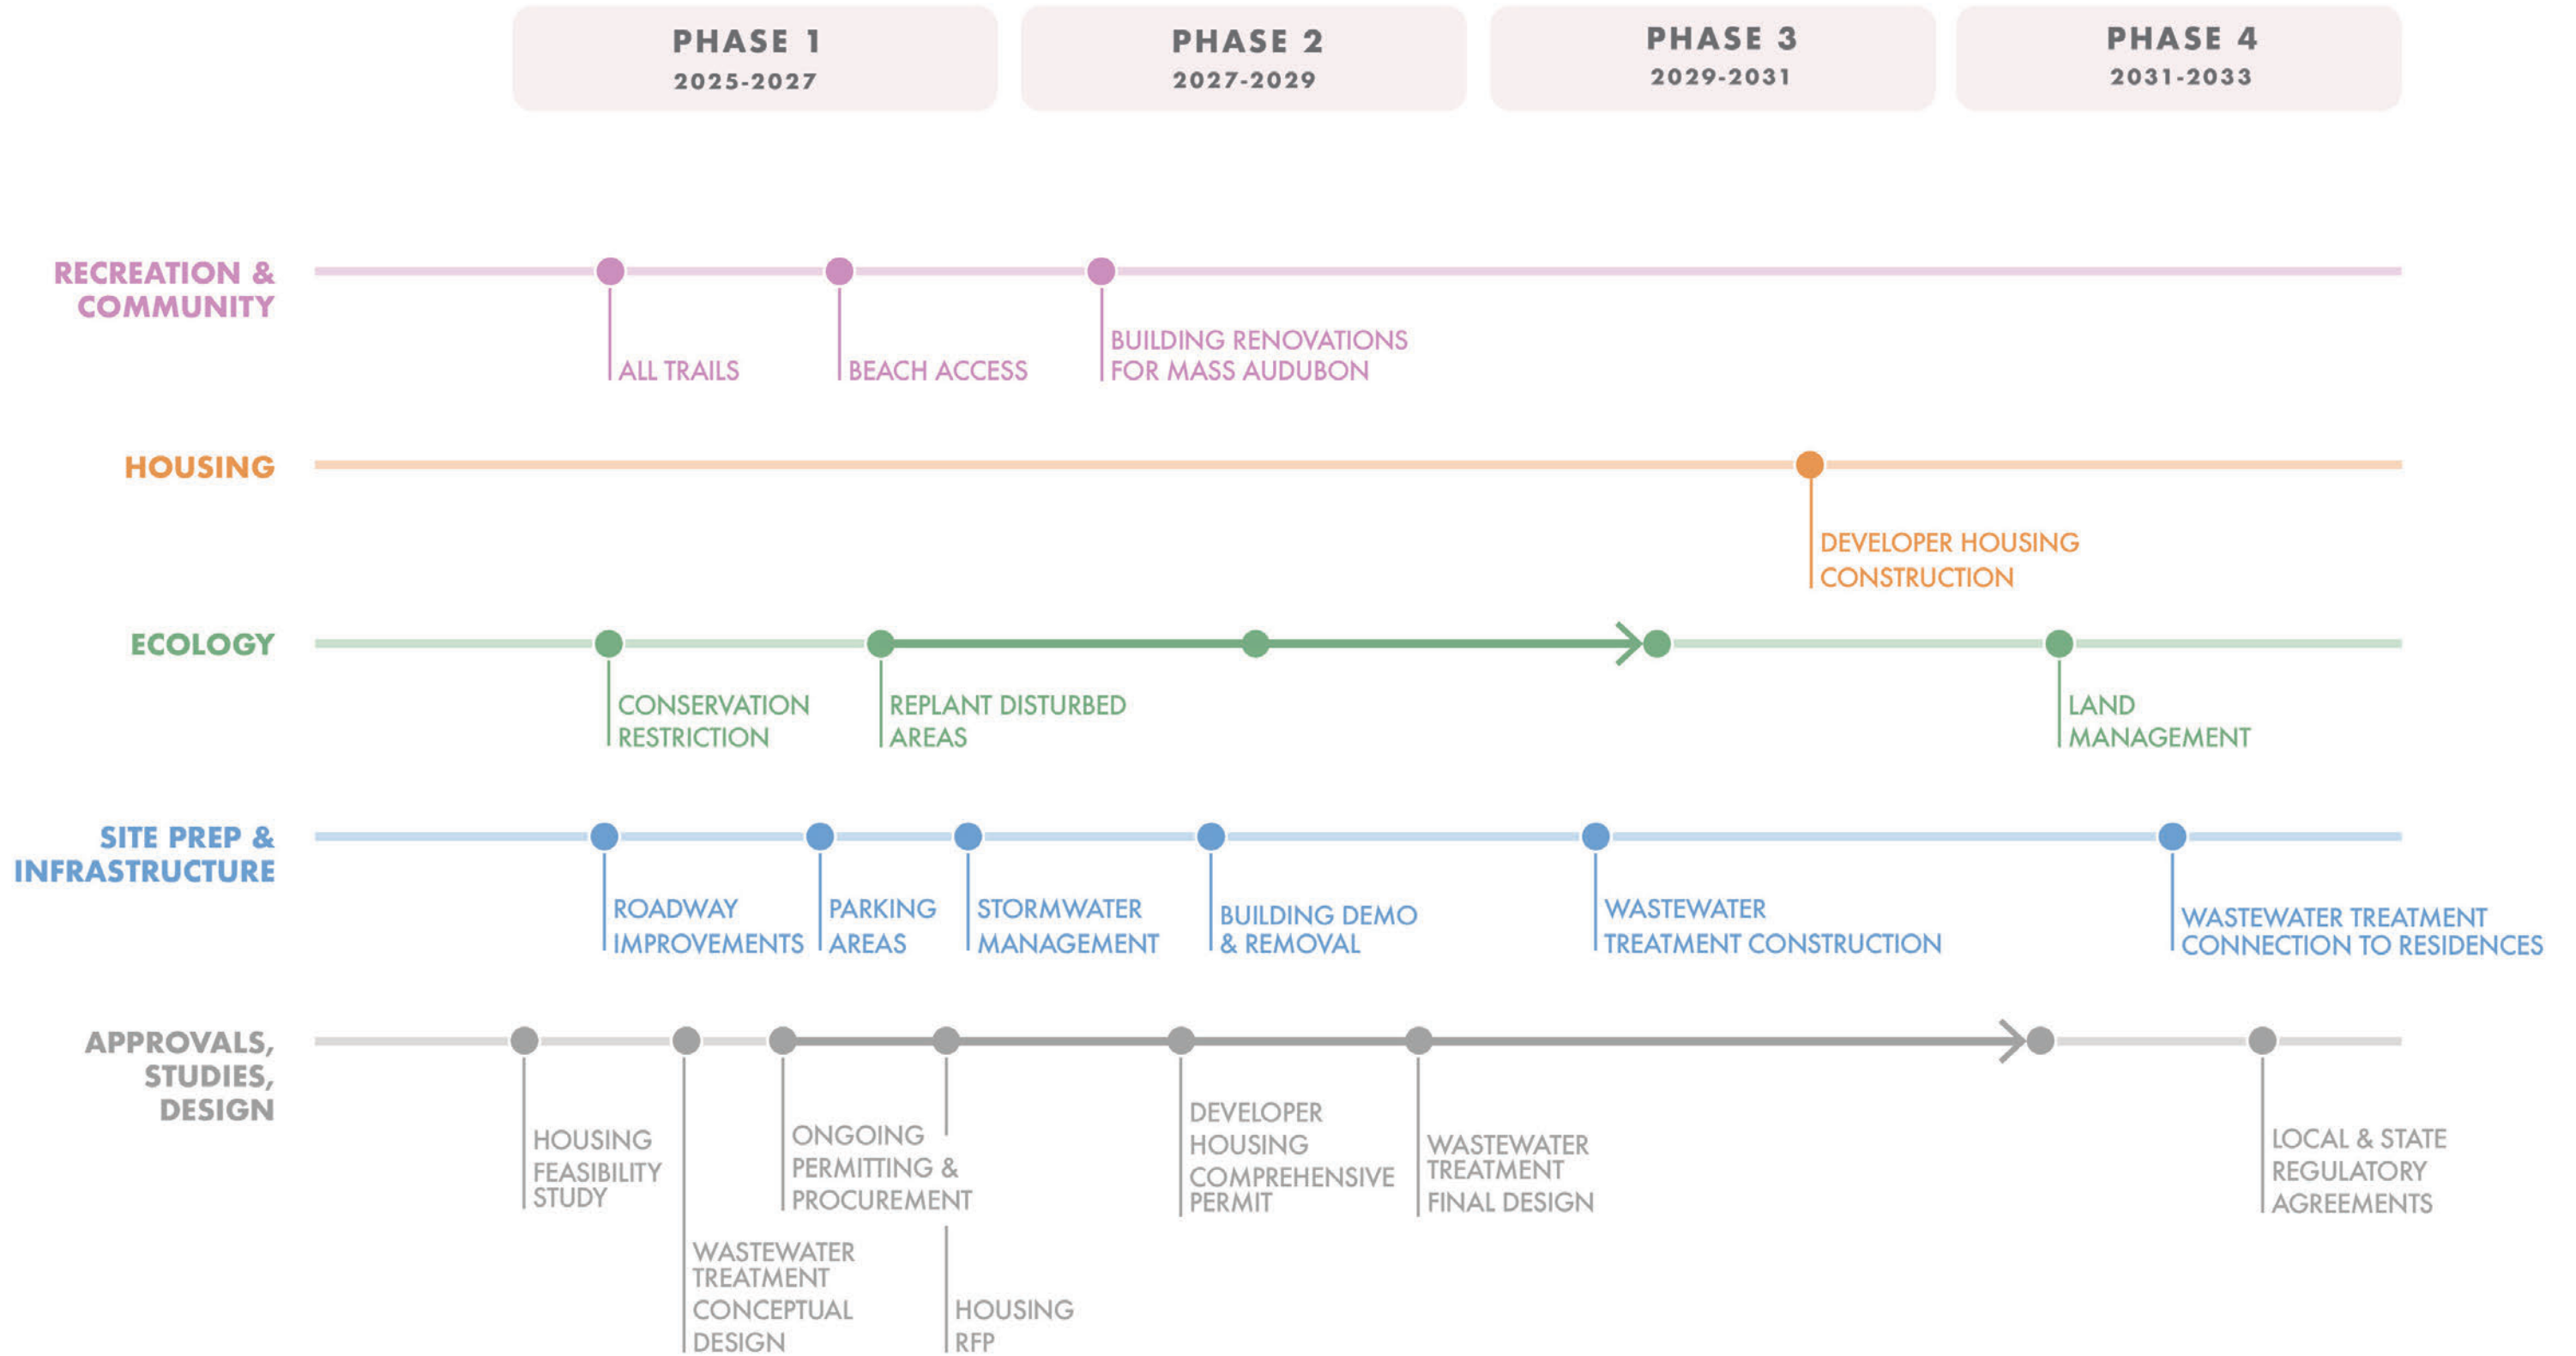 PHASE 1
2025-2027
PHASE 2
2027-2029
PHASE 3
2029-2031
PHASE 4
2031-2033
RECREATION &
COMMUNITY
ALL TRAILS
BEACH ACCESS
BUILDING RENOVATIONS
FOR MASS AUDUBON
HOUSING
DEVELOPER HOUSING
CONSTRUCTION
ECOLOGY
CONSERVATION
RESTRICTION
REPLANT DISTURBED
AREAS
LAND
MANAGEMENT
SITE PREP &
INFRASTRUCTURE
ROADWAY
IMPROVEMENTS
PARKING
AREAS
STORMWATER
MANAGEMENT
BUILDING DEMO
& REMOVAL
WASTEWATER
TREATMENT CONSTRUCTION
WASTEWATER TREATMENT
CONNECTION TO RESIDENCES
APPROVALS,
STUDIES,
DESIGN
HOUSING
FEASIBILITY
STUDY
WASTEWATER
TREATMENT
CONCEPTUAL
DESIGN
ONGOING
PERMITTING &
PROCUREMENT
HOUSING
RFP
DEVELOPER
HOUSING
COMPREHENSIVE
PERMIT
WASTEWATER
TREATMENT
FINAL DESIGN
LOCAL & STATE
REGULATORY
AGREEMENTS